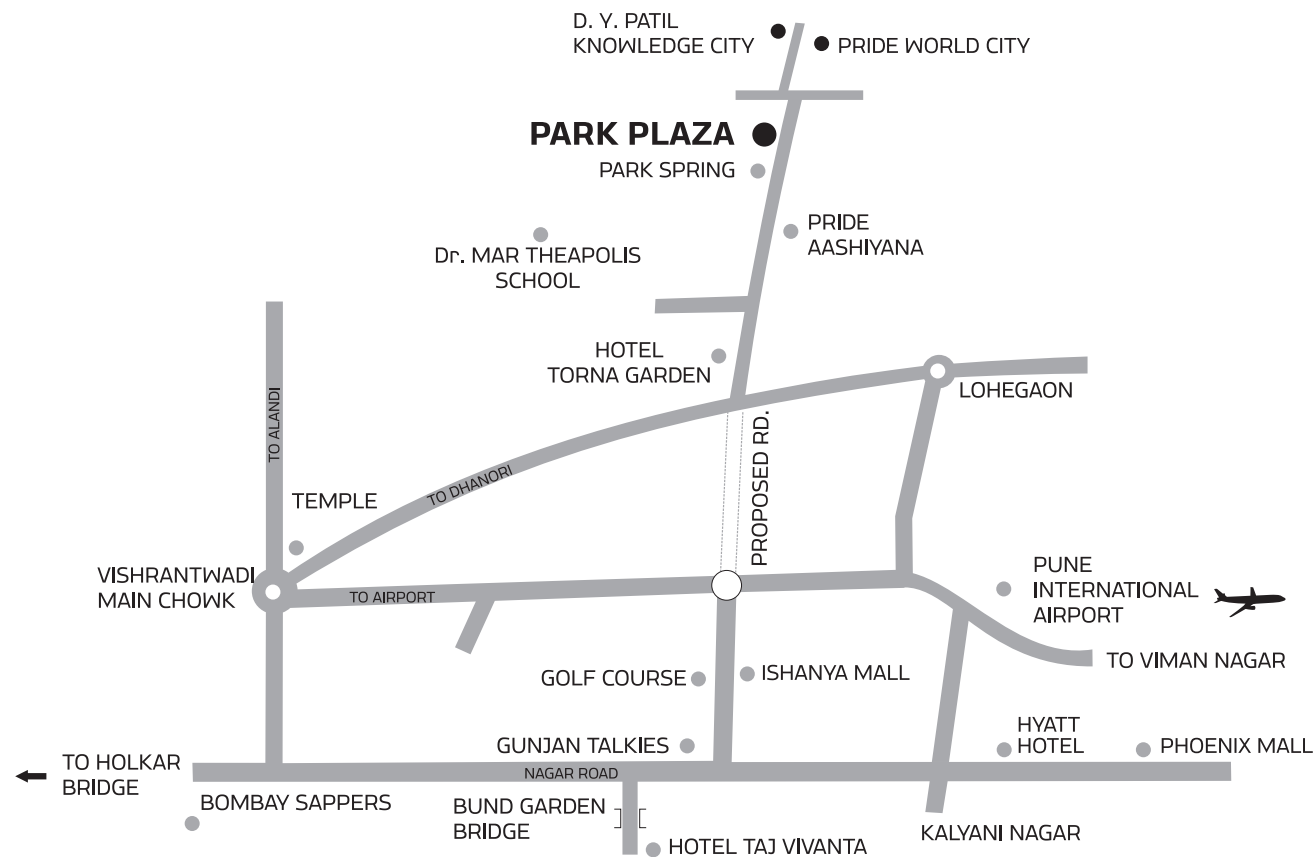 D. Y. PATIL
KNOWLEDGE CITY
PRIDE WORLD CITY
PARK PLAZA
PARK SPRING
PRIDE
AASHIYANA
Dr. MAR THEAPOLIS
SCHOOL
HOTEL
TORNA GARDEN
LOHEGAON
TO ALANDI
TO DHANORI
PROPOSED RD.
TEMPLE
VISHRANTWADI
MAIN CHOWK
TO AIRPORT
PUNE
INTERNATIONAL
AIRPORT
TO VIMAN NAGAR
GOLF COURSE
ISHANYA MALL
GUNJAN TALKIES
HYATT
HOTEL
PHOENIX MALL
TO HOLKAR
BRIDGE
NAGAR ROAD
BOMBAY SAPPERS
BUND GARDEN
BRIDGE
KALYANI NAGAR
HOTEL TAJ VIVANTA